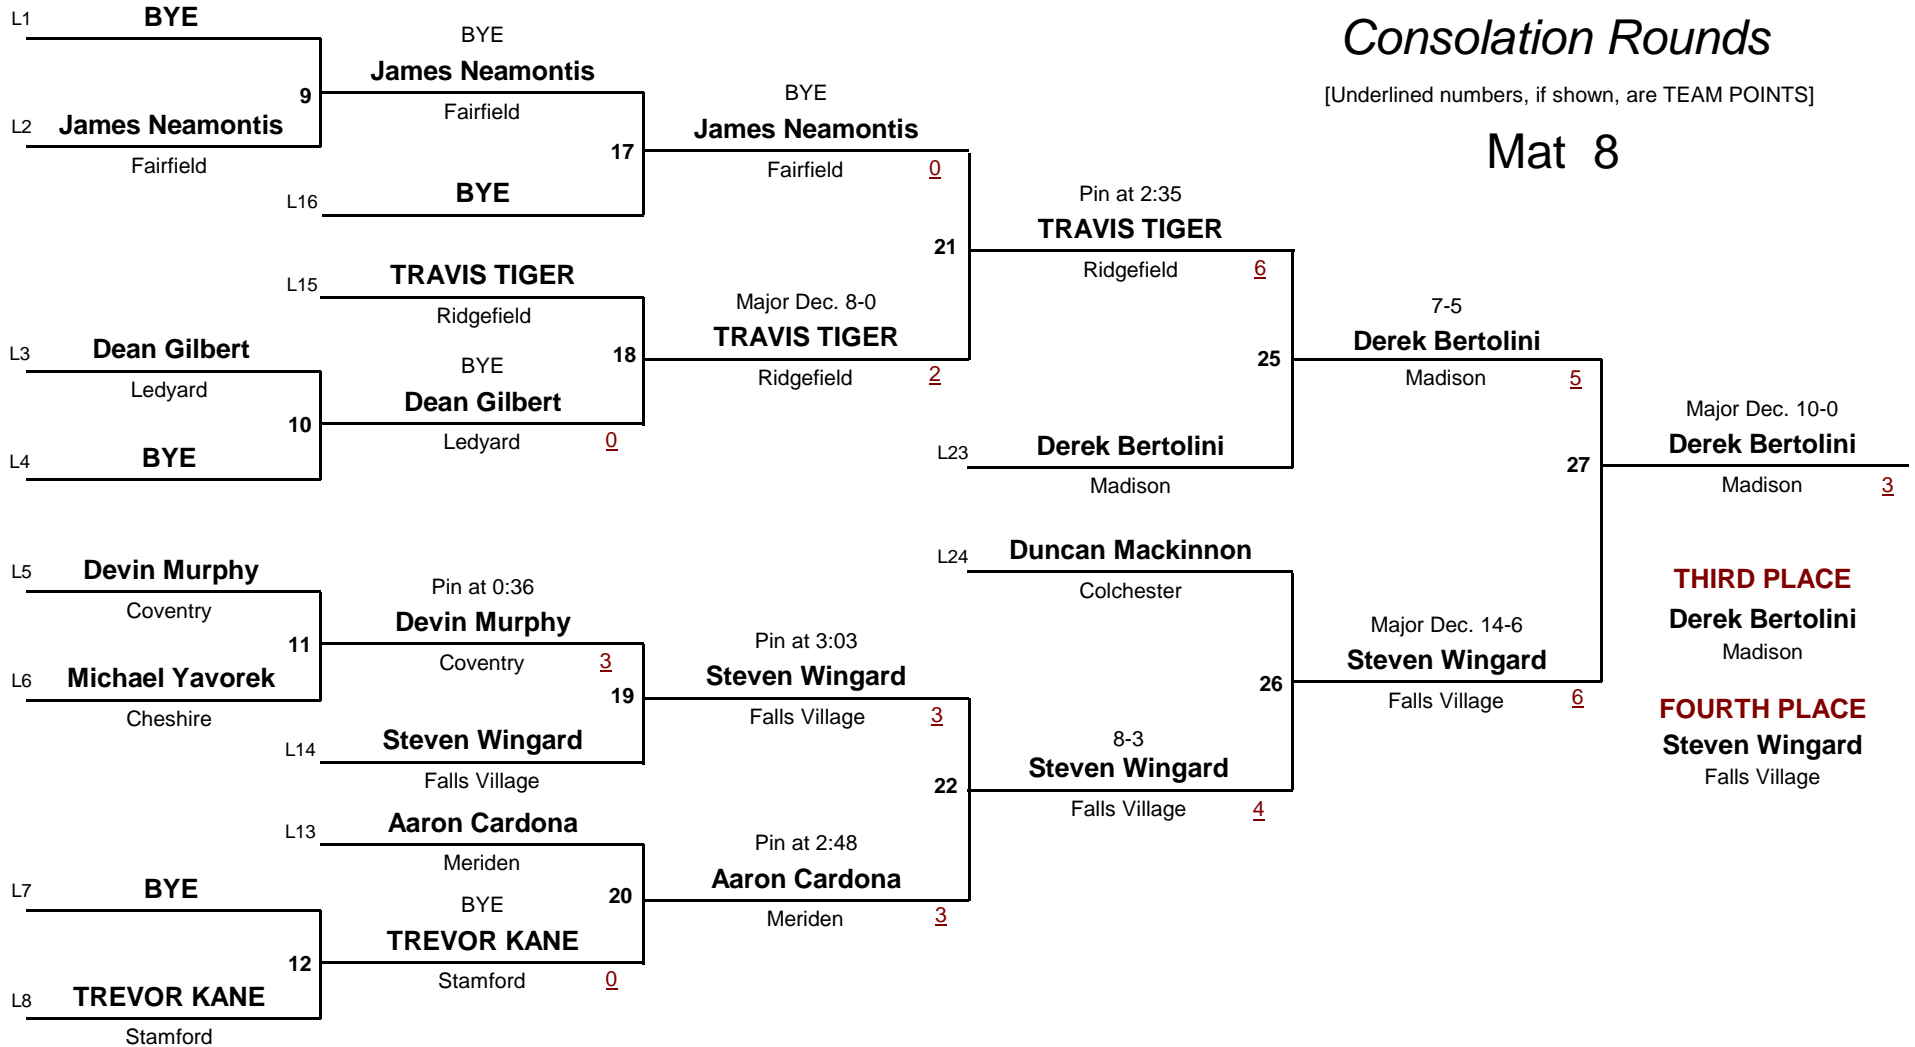 Consolation Rounds
[Underlined numbers, if shown, are TEAM POINTS]
Mat 8
L1 BYE
9
L2 James Neamontis
Fairfield
BYE
James Neamontis
Fairfield
17
L16 BYE
BYE
James Neamontis
Fairfield 0
21
L15 TRAVIS TIGER
Ridgefield
18
L3 Dean Gilbert
Ledyard
10
L4 BYE
BYE
Dean Gilbert
Ledyard 0
Major Dec. 8-0
TRAVIS TIGER
Ridgefield 2
Pin at 2:35
TRAVIS TIGER
Ridgefield 6
25
L23 Derek Bertolini
Madison
7-5
Derek Bertolini
Madison 5
27
Major Dec. 10-0
Derek Bertolini
Madison 3
L5 Devin Murphy
Coventry
11
L6 Michael Yavorek
Cheshire
Pin at 0:36
Devin Murphy
Coventry 3
19
L14 Steven Wingard
Falls Village
Pin at 3:03
Steven Wingard
Falls Village 3
22
L13 Aaron Cardona
Meriden
20
L7 BYE
12
L8 TREVOR KANE
Stamford
BYE
TREVOR KANE
Stamford 0
Pin at 2:48
Aaron Cardona
Meriden 3
L24 Duncan Mackinnon
Colchester
26
8-3
Steven Wingard
Falls Village 4
Major Dec. 14-6
Steven Wingard
Falls Village 6
THIRD PLACE
Derek Bertolini
Madison
FOURTH PLACE
Steven Wingard
Falls Village